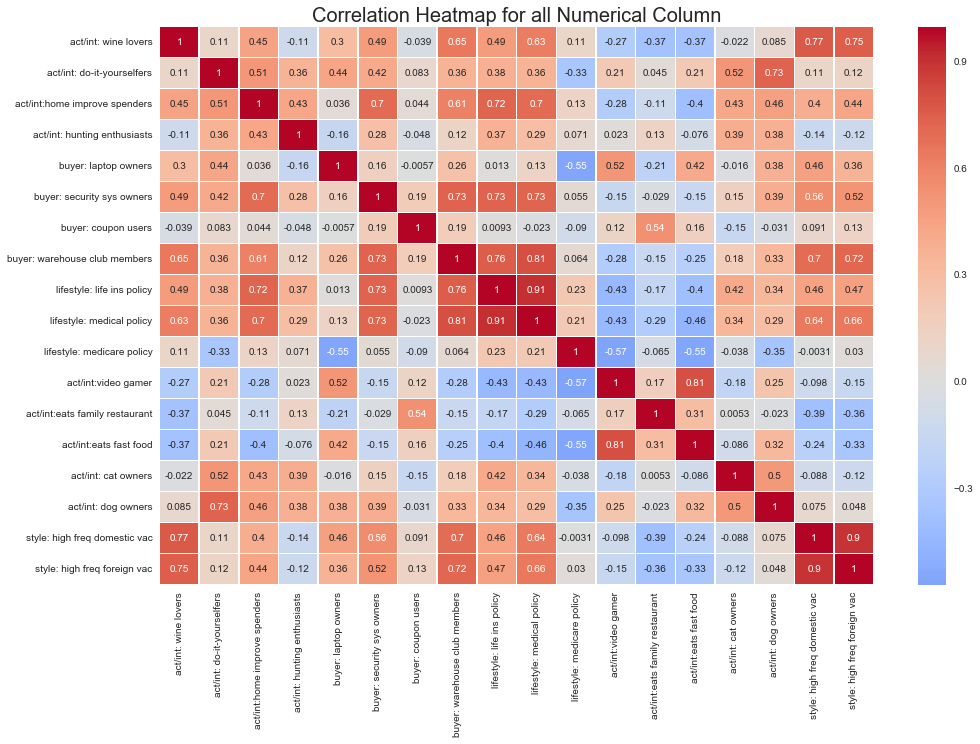 Correlation Heatmap for all Numerical Column
act/int: wine lovers 1 0.11 0.45 -0.11 0.3 0.49 -0.039 0.65 0.49 0.63 0.11 -0.27 -0.37 -0.37 -0.022 0.085 0.77 0.75
act/int: do-it-yourselfers 0.11 1 0.51 0.36 0.44 0.42 0.083 0.36 0.38 0.36 -0.33 0.21 0.045 0.21 0.52 0.73 0.11 0.12
act/int:home improve spenders 0.45 0.51 1 0.43 0.036 0.7 0.044 0.61 0.72 0.7 0.13 -0.28 -0.11 -0.4 0.43 0.46 0.4 0.44
act/int: hunting enthusiasts -0.11 0.36 0.43 1 -0.16 0.28 -0.048 0.12 0.37 0.29 0.071 0.023 0.13 -0.076 0.39 0.38 -0.14 -0.12
buyer: laptop owners 0.3 0.44 0.036 -0.16 1 0.16 -0.0057 0.26 0.013 0.13 -0.55 0.52 -0.21 0.42 -0.016 0.38 0.46 0.36
buyer: security sys owners 0.49 0.42 0.7 0.28 0.16 1 0.19 0.73 0.73 0.73 0.055 -0.15 -0.029 -0.15 0.15 0.39 0.56 0.52
buyer: coupon users -0.039 0.083 0.044 -0.048 -0.0057 0.19 1 0.19 0.0093 -0.023 -0.09 0.12 0.54 0.16 -0.15 -0.031 0.091 0.13
buyer: warehouse club members 0.65 0.36 0.61 0.12 0.26 0.73 0.19 1 0.76 0.81 0.064 -0.28 -0.15 -0.25 0.18 0.33 0.7 0.72
lifestyle: life ins policy 0.49 0.38 0.72 0.37 0.013 0.73 0.0093 0.76 1 0.91 0.23 -0.43 -0.17 -0.4 0.42 0.34 0.46 0.47
lifestyle: medical policy 0.63 0.36 0.7 0.29 0.13 0.73 -0.023 0.81 0.91 1 0.21 -0.43 -0.29 -0.46 0.34 0.29 0.64 0.66
lifestyle: medicare policy 0.11 -0.33 0.13 0.071 -0.55 0.055 -0.09 0.064 0.23 0.21 1 -0.57 -0.065 -0.55 -0.038 -0.35 -0.0031 0.03
act/int:video gamer -0.27 0.21 -0.28 0.023 0.52 -0.15 0.12 -0.28 -0.43 -0.43 -0.57 1 0.17 0.81 -0.18 0.25 -0.098 -0.15
act/int:eats family restaurant -0.37 0.045 -0.11 0.13 -0.21 -0.029 0.54 -0.15 -0.17 -0.29 -0.065 0.17 1 0.31 0.0053 -0.023 -0.39 -0.36
act/int:eats fast food -0.37 0.21 -0.4 -0.076 0.42 -0.15 0.16 -0.25 -0.4 -0.46 -0.55 0.81 0.31 1 -0.086 0.32 -0.24 -0.33
act/int: cat owners -0.022 0.52 0.43 0.39 -0.016 0.15 -0.15 0.18 0.42 0.34 -0.038 -0.18 0.0053 -0.086 1 0.5 -0.088 -0.12
act/int: dog owners 0.085 0.73 0.46 0.38 0.38 0.39 -0.031 0.33 0.34 0.29 -0.35 0.25 -0.023 0.32 0.5 1 0.075 0.048
style: high freq domestic vac 0.77 0.11 0.4 -0.14 0.46 0.56 0.091 0.7 0.46 0.64 -0.0031 -0.098 -0.39 -0.24 -0.088 0.075 1 0.9
style: high freq foreign vac 0.75 0.12 0.44 -0.12 0.36 0.52 0.13 0.72 0.47 0.66 0.03 -0.15 -0.36 -0.33 -0.12 0.048 0.9 1
act/int: wine lovers
act/int: do-it-yourselfers
act/int:home improve spenders
act/int: hunting enthusiasts
buyer: laptop owners
buyer: security sys owners
buyer: coupon users
buyer: warehouse club members
lifestyle: life ins policy
lifestyle: medical policy
lifestyle: medicare policy
act/int:video gamer
act/int:eats family restaurant
act/int:eats fast food
act/int: cat owners
act/int: dog owners
style: high freq domestic vac
style: high freq foreign vac
0.9
0.6
0.3
0.0
−0.3